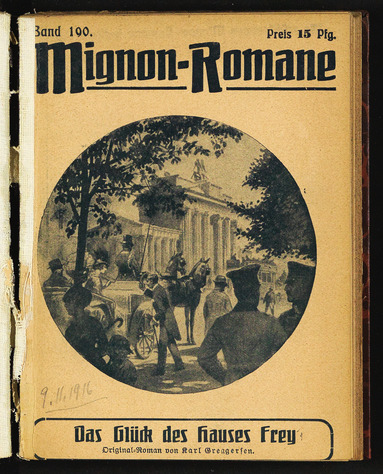 Band 190.
Preis 15 Pfg.
Mignon-Romane
9.11.1916
Das Glück des Hauses Frey
Original-Roman von Karl Greggersen.